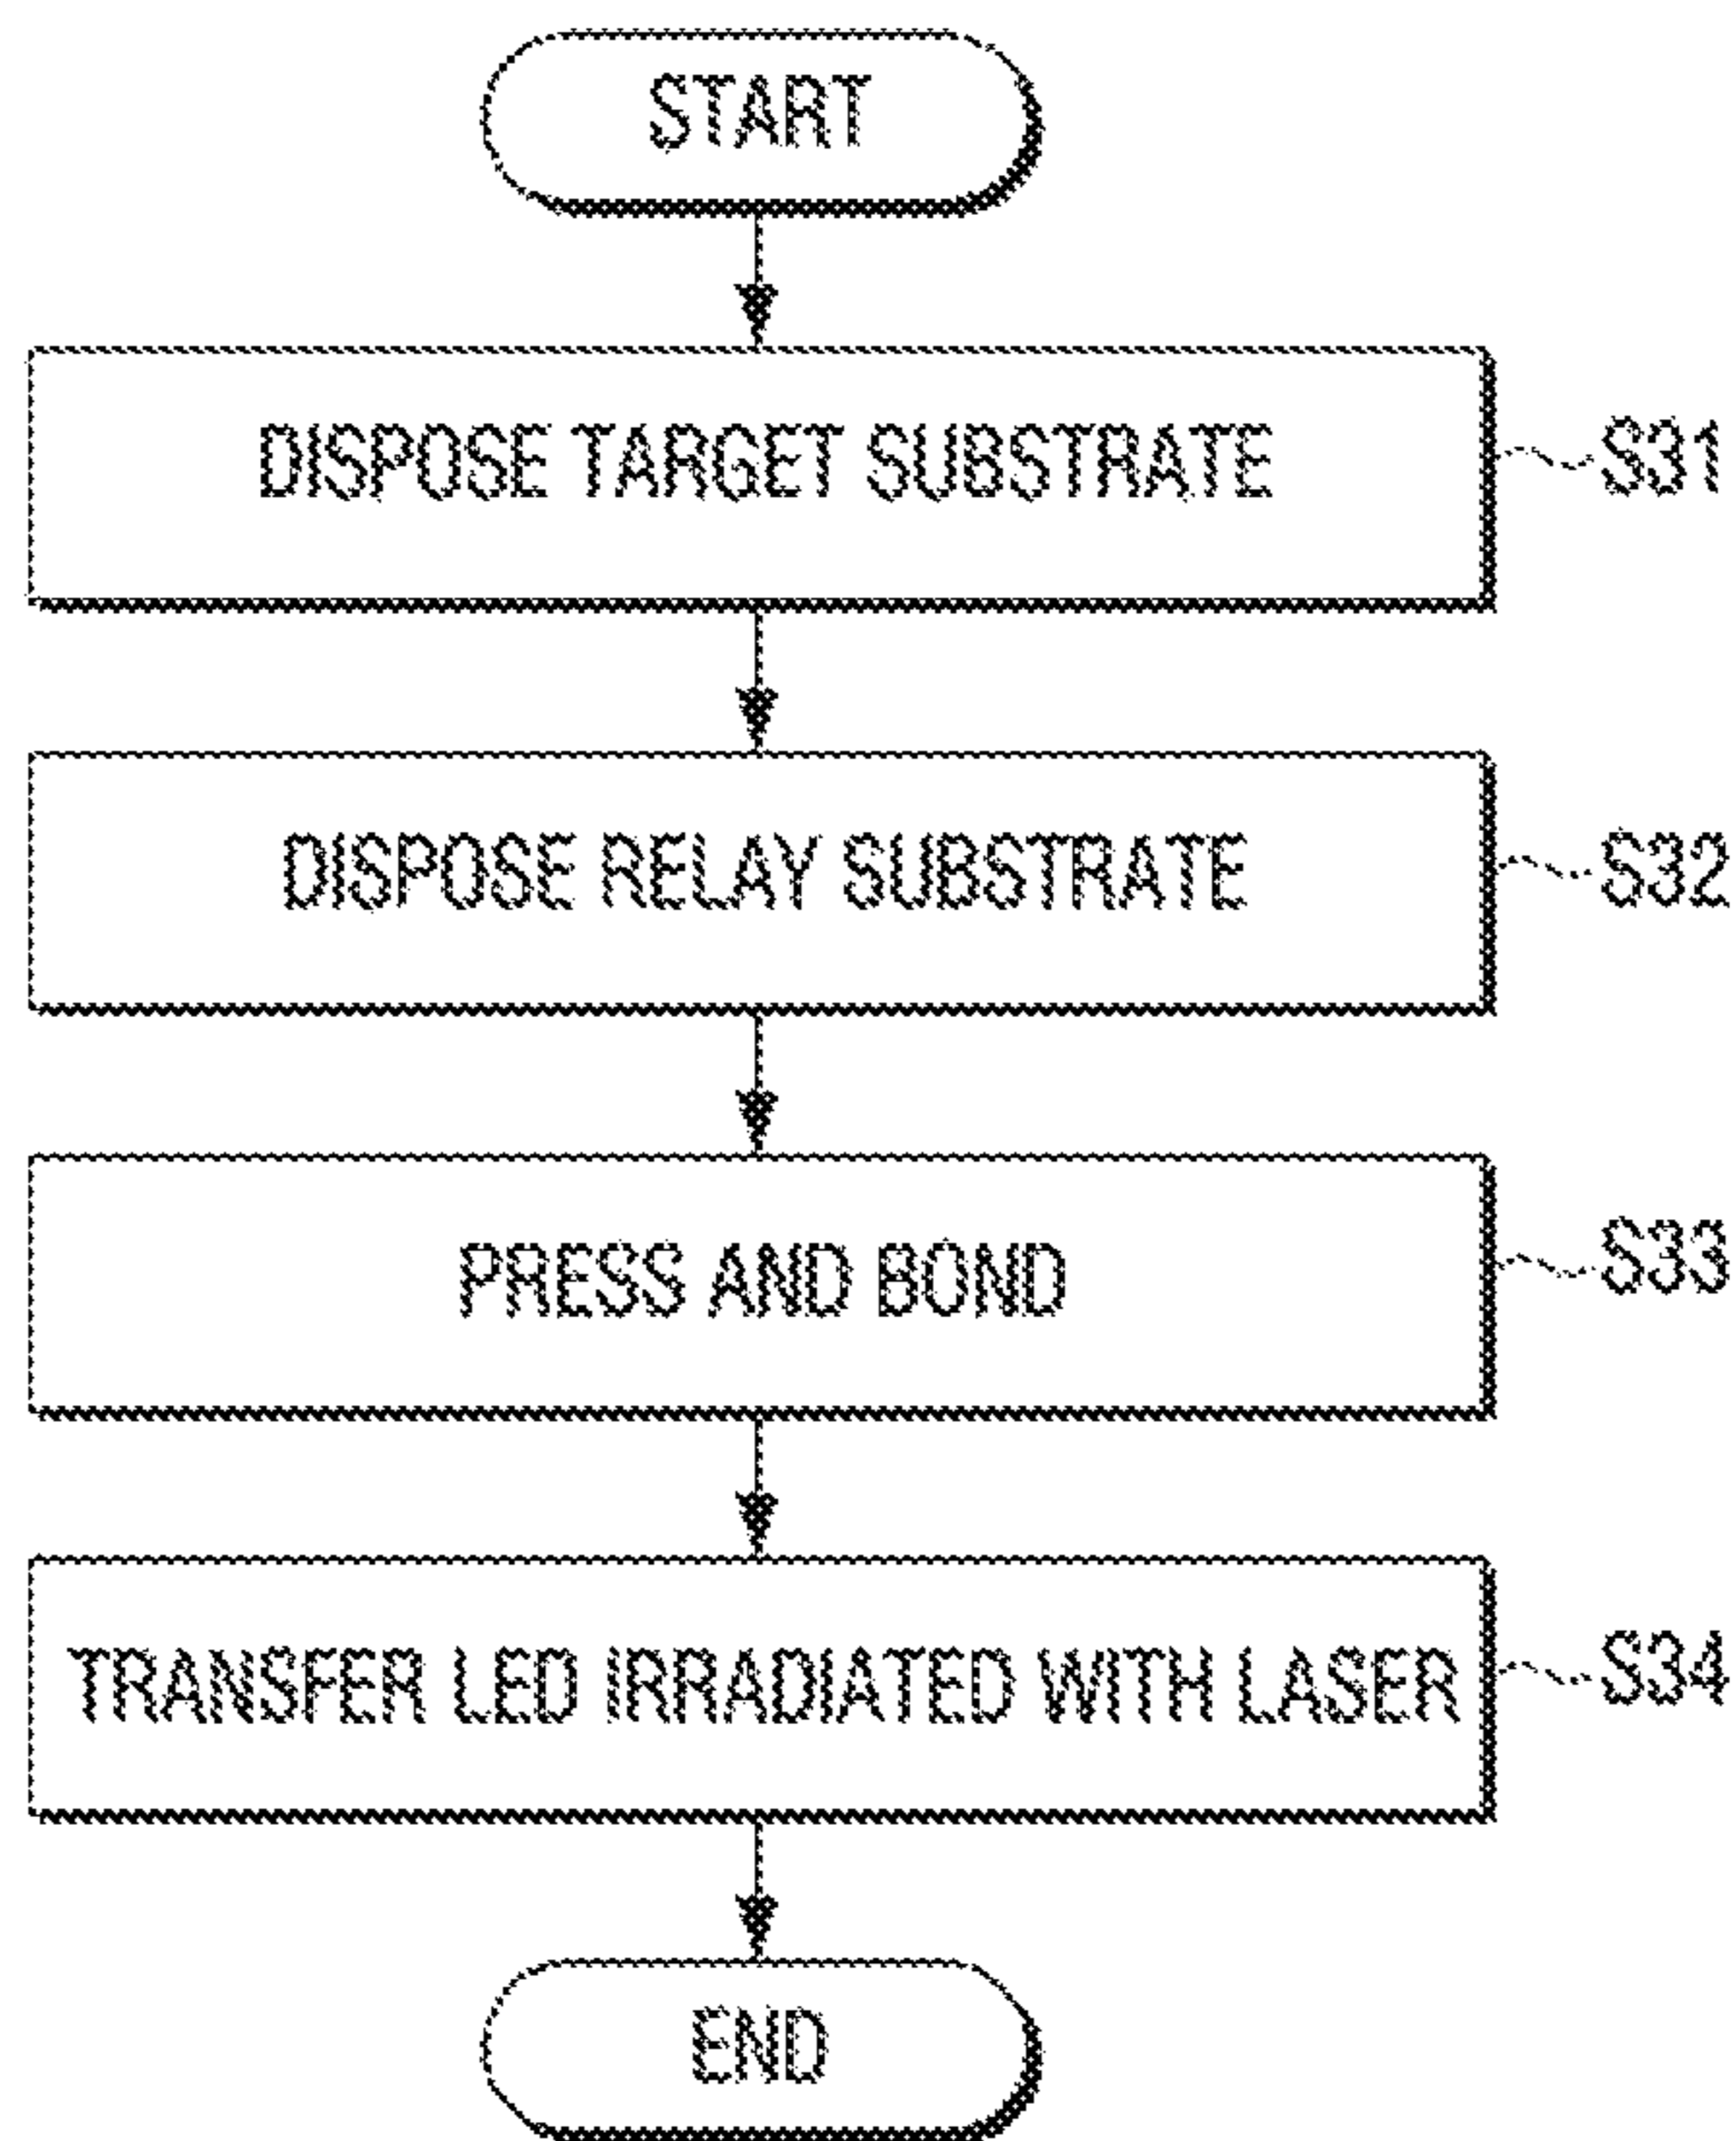 START
DISPOSE TARGET SUBSTRATE S31
DISPOSE RELAY SUBSTRATE S32
PRESS AND BOND S33
TRANSFER LED IRRADIATED WITH LASER S34
END